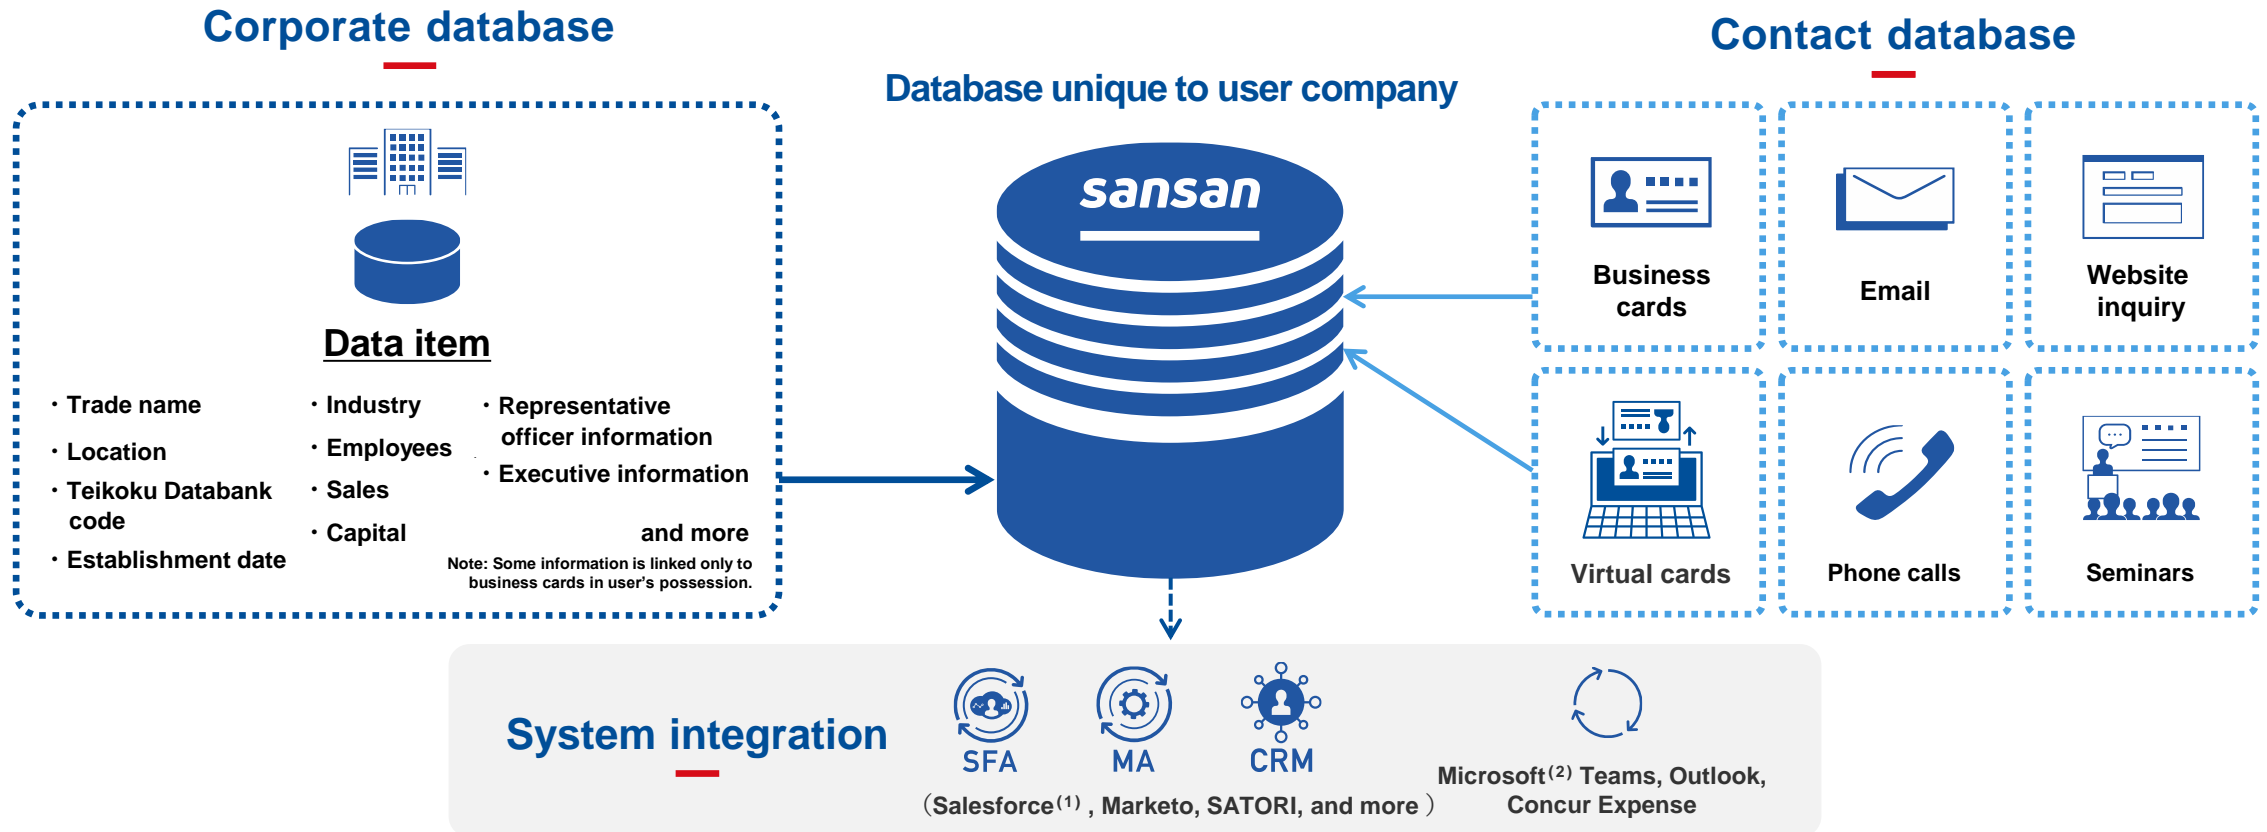 Corporate database
Database unique to user company
Contact database
sansan
Data item
・Trade name
・Location
・Teikoku Databank
code
・Establishment date
・Industry
・Employees
・Sales
・Capital
・Representative
officer information
・Executive information
and more
Note: Some information is linked only to
business cards in user's possession.
Business
cards
Email
Website
inquiry
Virtual cards
Phone calls
Seminars
System integration
SFA
MA
CRM
（Salesforce(1) , Marketo, SATORI, and more ）
Microsoft(2) Teams, Outlook,
Concur Expense